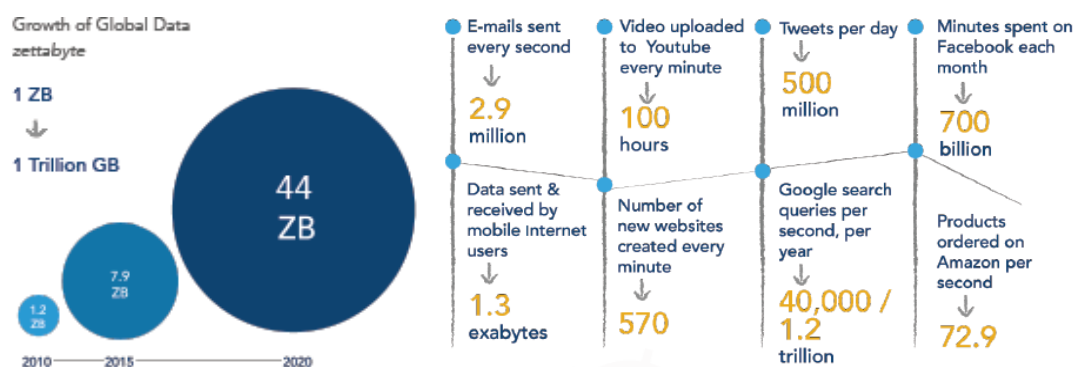 Growth of Global Data
zettabyte
1 ZB
1 Trillion GB
1.2
ZB
7.9
ZB
44
ZB
2010
2015
2020
E-mails sent
every second
2.9
million
Data sent &
received by
mobile Internet
users
1.3
exabytes
Video uploaded
to Youtube
every minute
100
hours
Number of
new websites
created every
minute
570
Tweets per day
500
million
Google search
queries per
second, per
year
40,000 /
1.2
trillion
Minutes spent on
Facebook each
month
700
billion
Products
ordered on
Amazon per
second
72.9